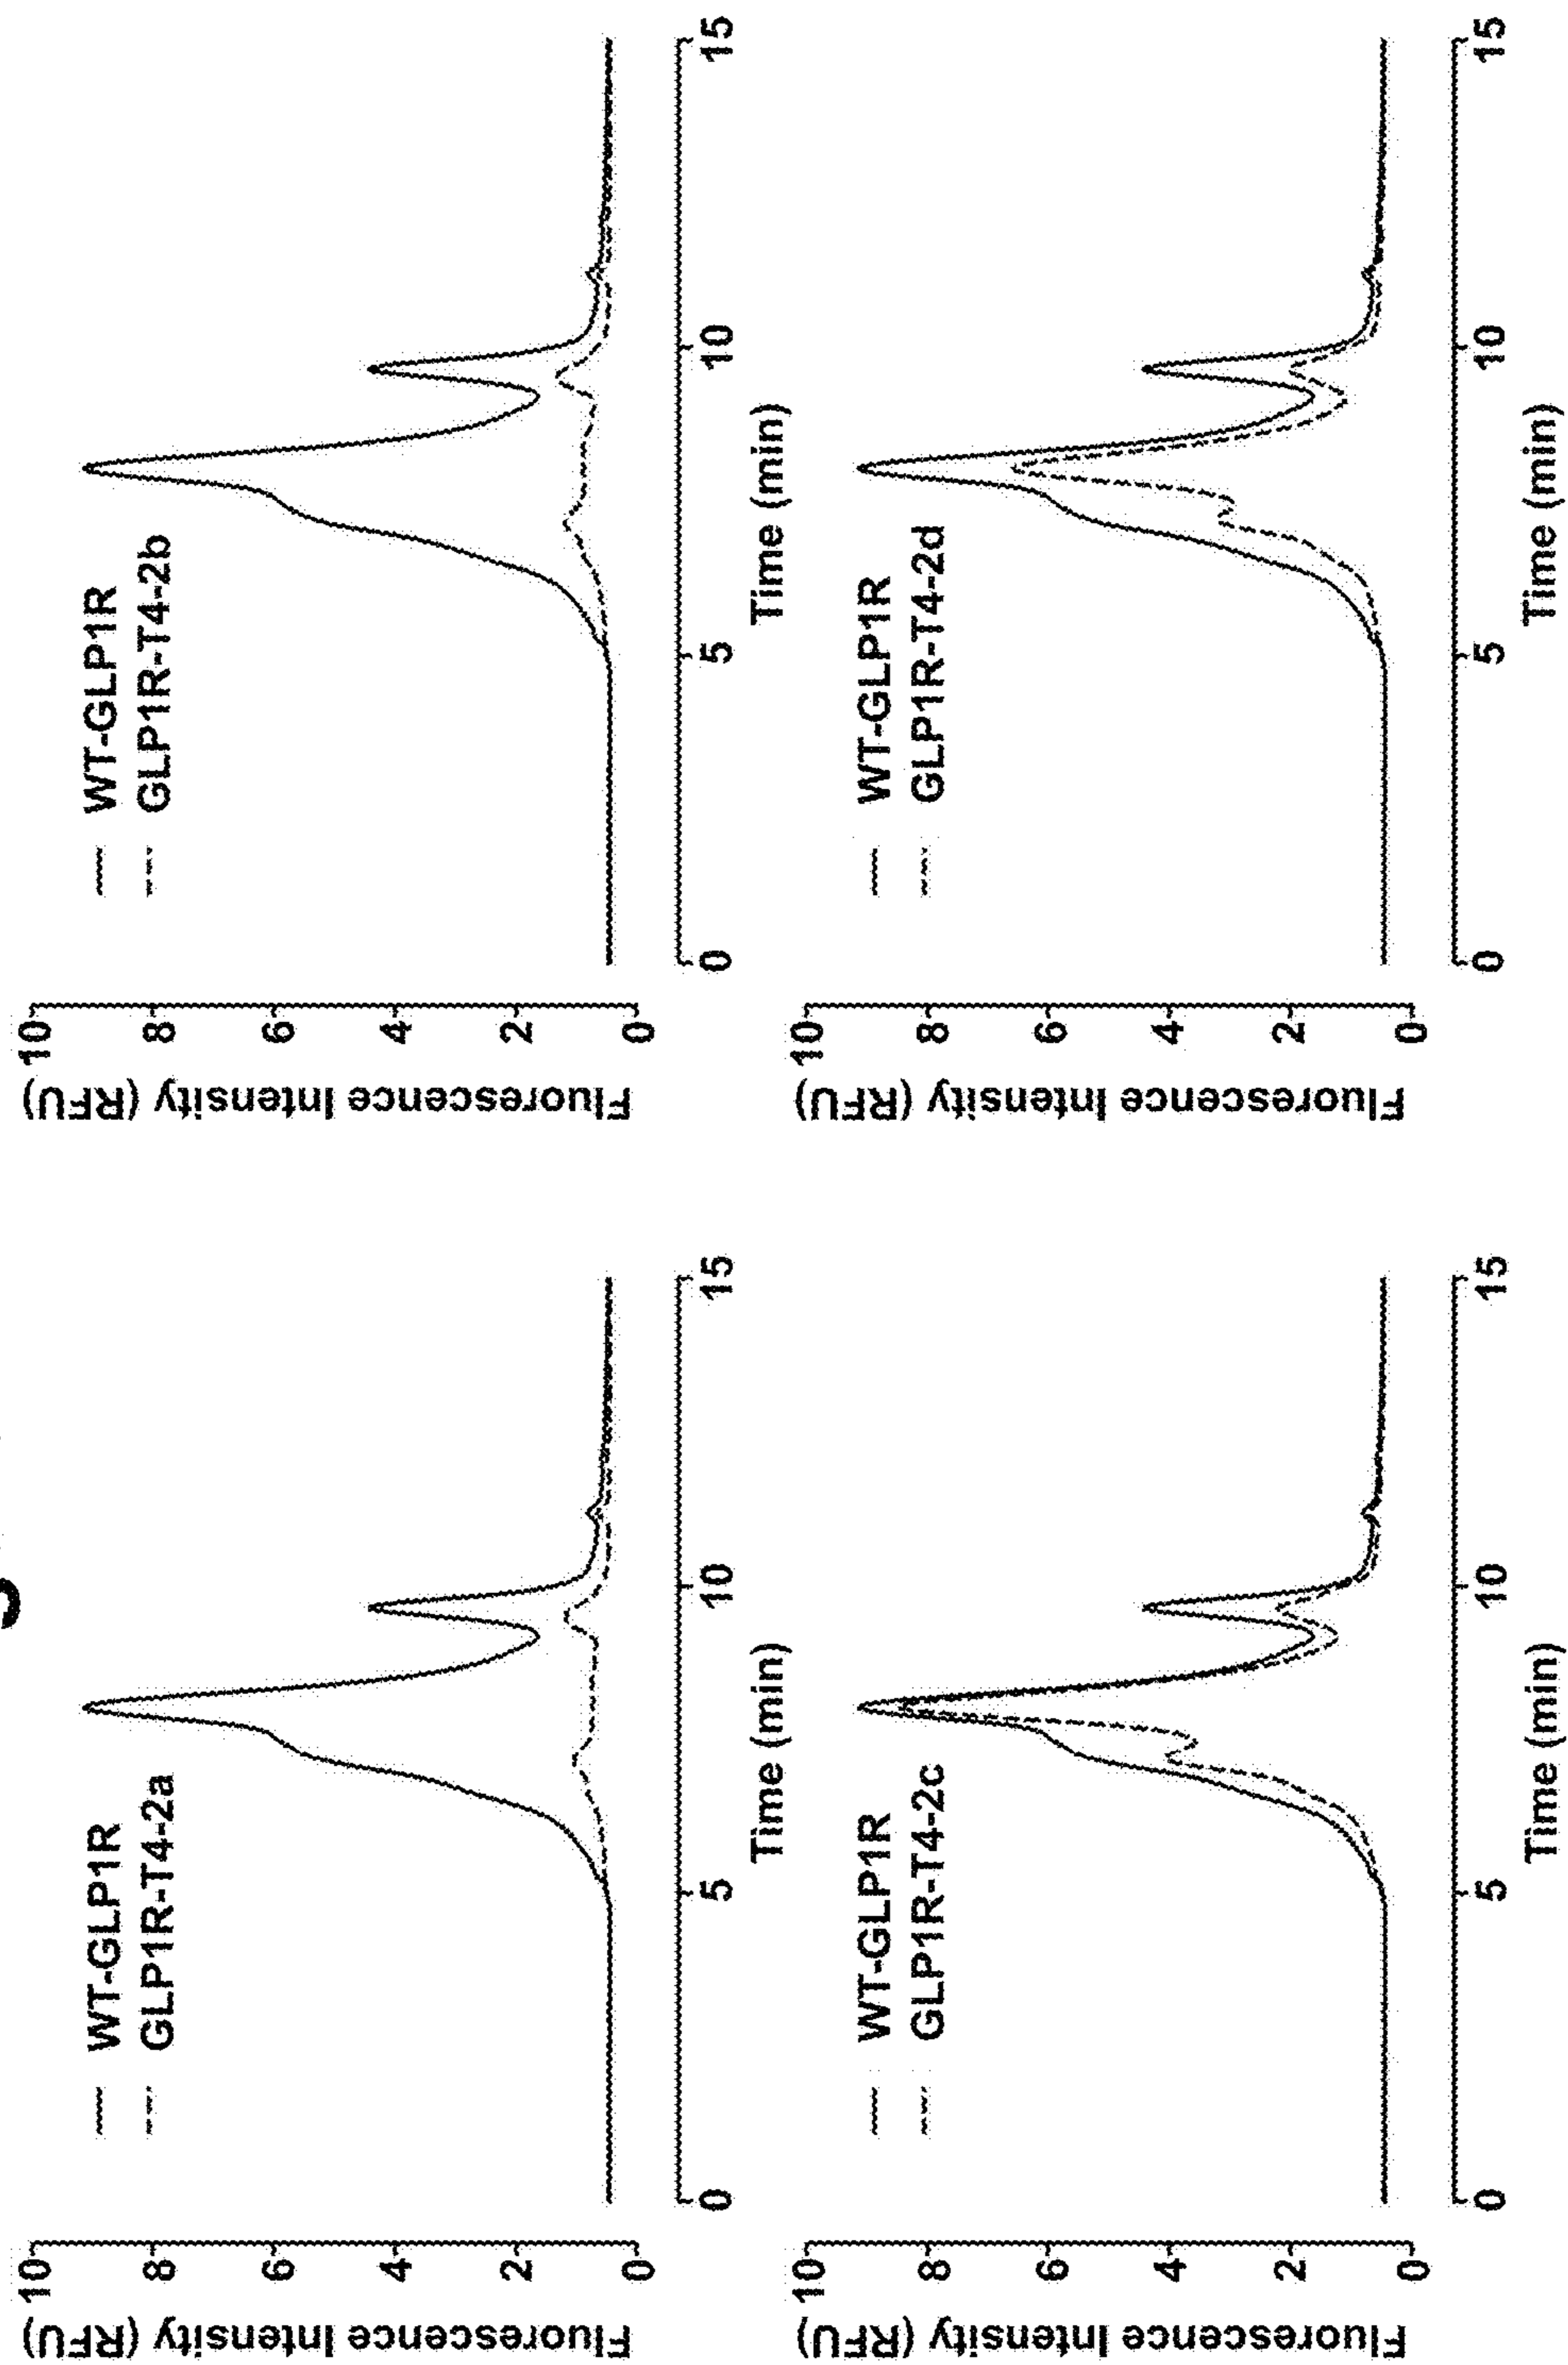 WT-GLP1R
GLP1R-T4-2a
Fluorescence Intensity (RFU)
10
8
6
4
2
0
0
5
10
15
Time (min)
WT-GLP1R
GLP1R-T4-2b
Fluorescence Intensity (RFU)
10
8
6
4
2
0
0
5
10
15
Time (min)
WT-GLP1R
GLP1R-T4-2c
Fluorescence Intensity (RFU)
10
8
6
4
2
0
0
5
10
15
Time (min)
WT-GLP1R
GLP1R-T4-2d
Fluorescence Intensity (RFU)
10
8
6
4
2
0
0
5
10
15
Time (min)